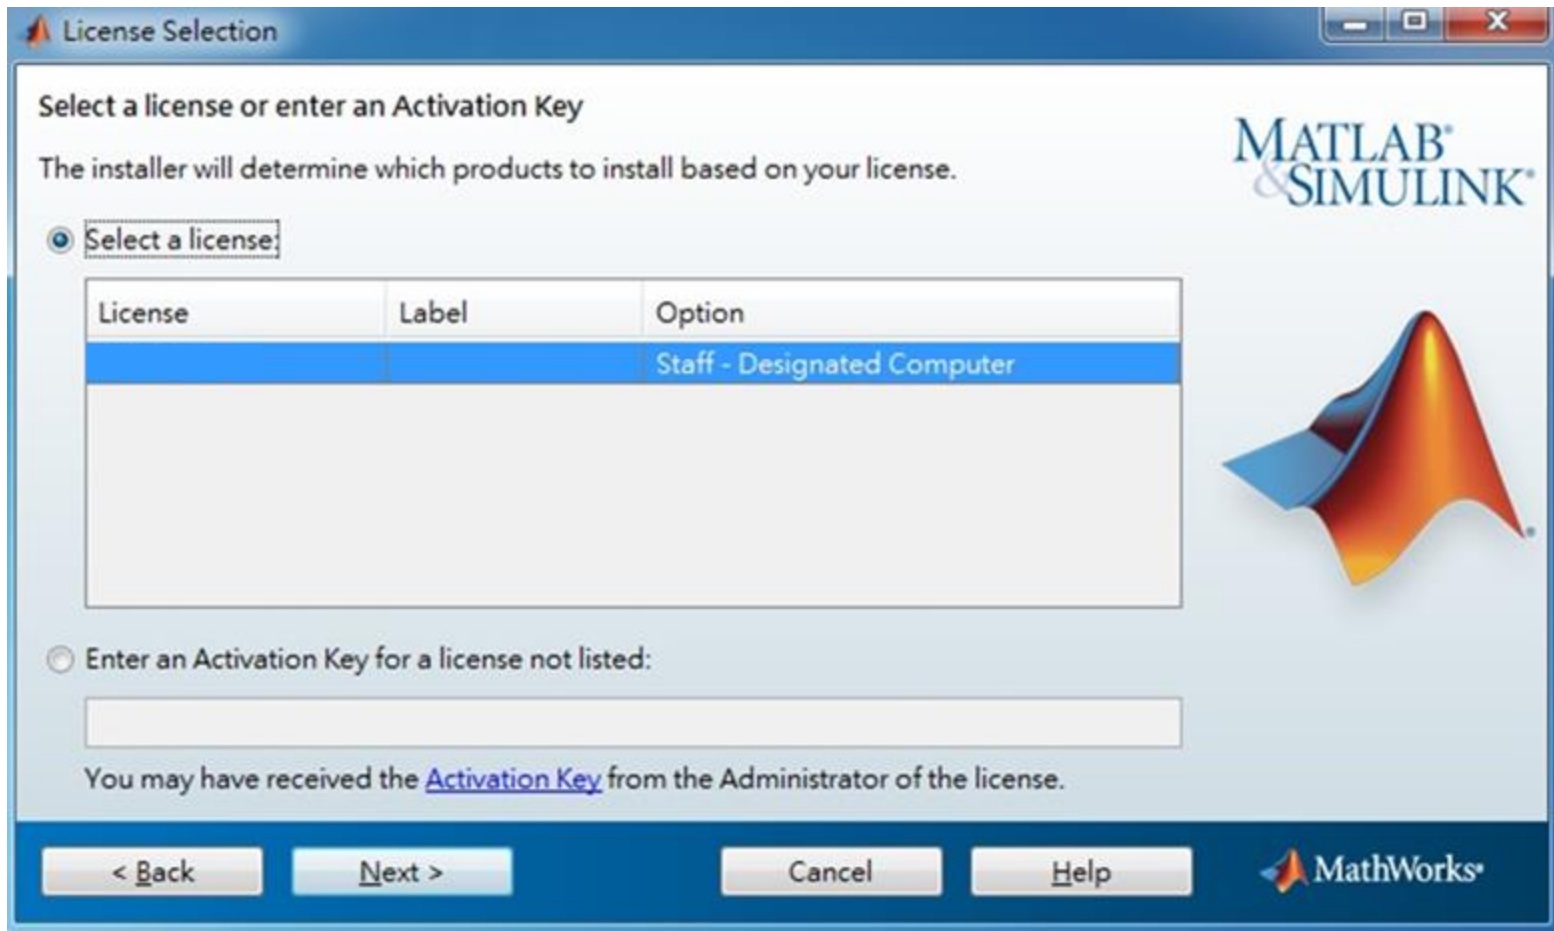 License Selection
Select a license or enter an Activation Key
The installer will determine which products to install based on your license.
MATLAB®
&SIMULINK®
Select a license:
License Label Option
Staff - Designated Computer
Enter an Activation Key for a license not listed:
You may have received the Activation Key from the Administrator of the license.
< Back Next > Cancel Help MathWorks®